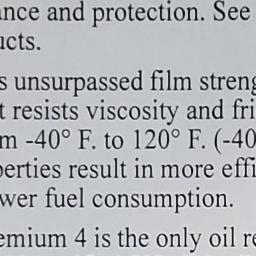 nce and protection. See
ucts.
s unsurpassed film streng
t resists viscosity and fri
m -40° F. to 120° F. (-40
perties result in more effi
wer fuel consumption.
emium 4 is the only oil re